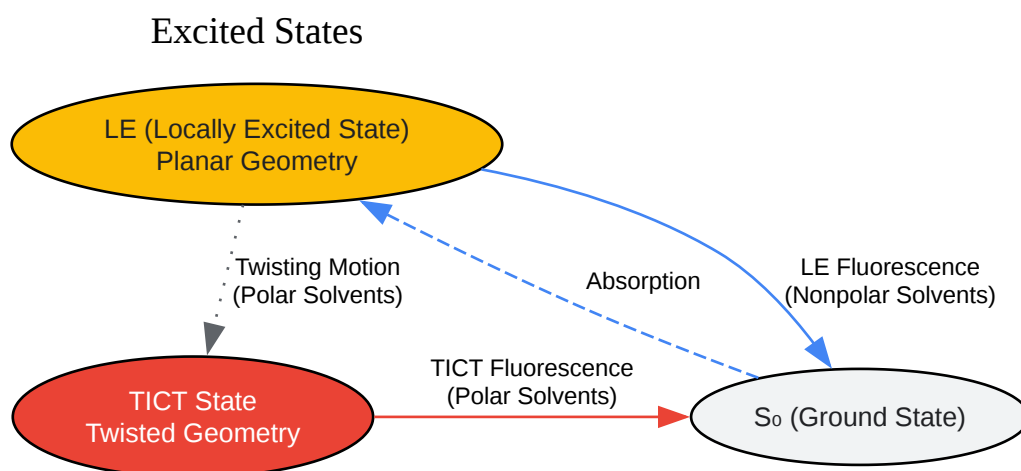 Excited States
LE (Locally Excited State)
Planar Geometry
Twisting Motion
(Polar Solvents)
Absorption
LE Fluorescence
(Nonpolar Solvents)
TICT State
Twisted Geometry
TICT Fluorescence
(Polar Solvents)
S₀ (Ground State)